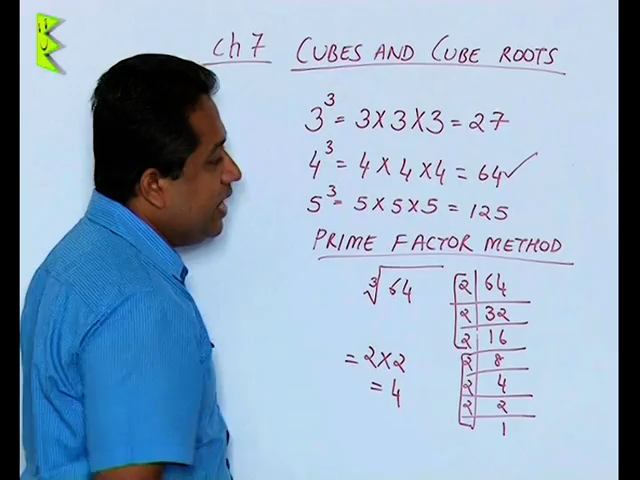 Ch 7 CUBES AND CUBE ROOTS
3³ = 3 X 3 X 3 = 27
4³ = 4 X 4 X 4 = 64 ✓
5³ = 5 X 5 X 5 = 125
PRIME FACTOR METHOD
∛64
2 | 64
2 | 32
2 | 16
2 | 8
2 | 4
2 | 2
1
= 2 X 2
= 4